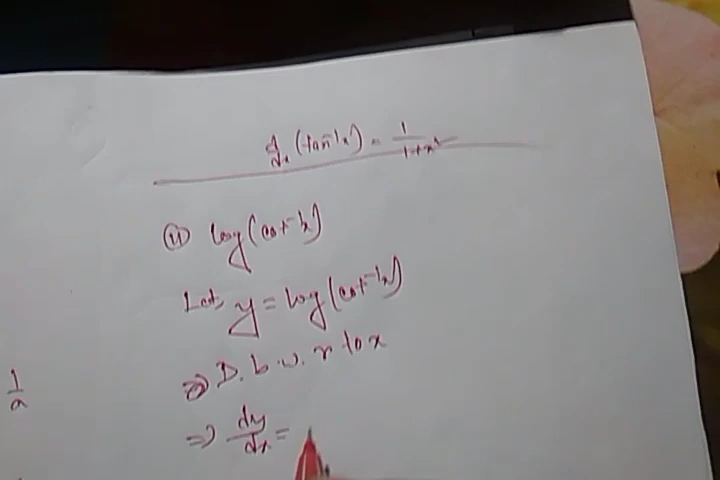 d/dx (tan⁻¹x) = 1/1+x²
(ii) log(cot⁻¹x)
Let, y = log(cot⁻¹x)
⇒ D. b. w. r to x
⇒ dy/dx =
1/a